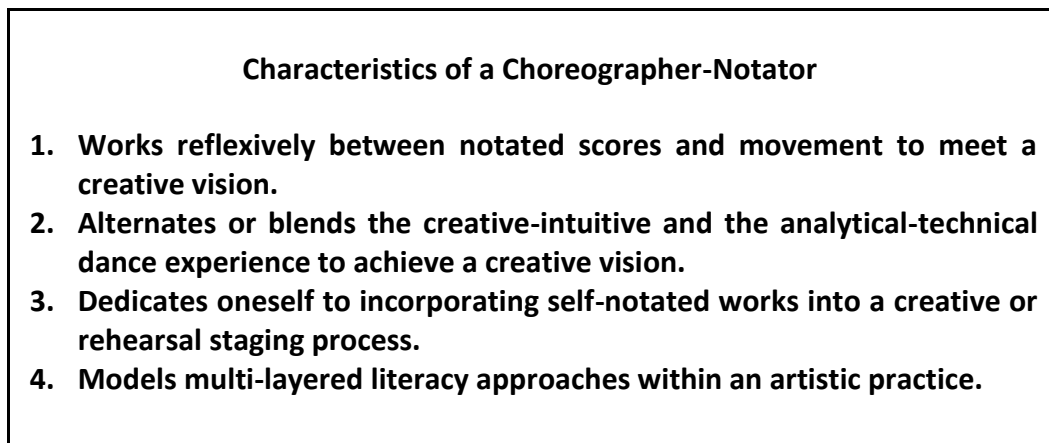 Characteristics of a Choreographer-Notator
1. Works reflexively between notated scores and movement to meet a
creative vision.
2. Alternates or blends the creative-intuitive and the analytical-technical
dance experience to achieve a creative vision.
3. Dedicates oneself to incorporating self-notated works into a creative or
rehearsal staging process.
4. Models multi-layered literacy approaches within an artistic practice.